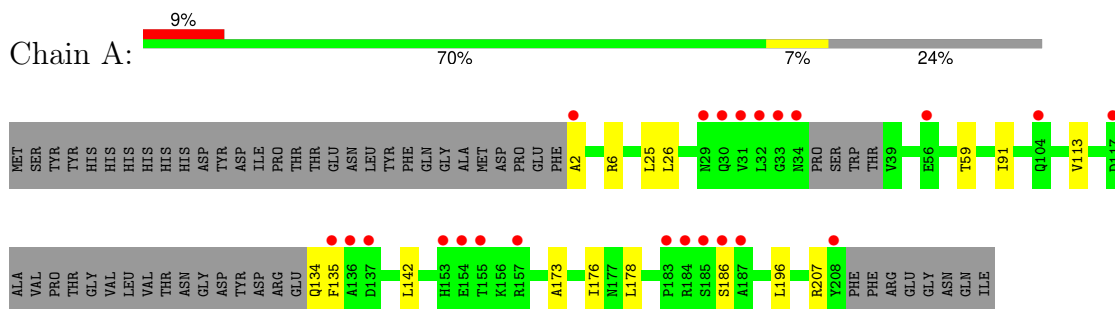 9%
Chain A:
70% 7% 24%
MET SER TYR TYR HIS HIS HIS HIS HIS HIS ASP TYR ASP ILE PRO THR THR GLU ASN LEU TYR PHE GLN GLY ALA MET ASP PRO GLU PHE A2 R6 L25 L26 N29 Q30 V31 L32 G33 N34 PRO SER TRP THR V39 E56 T59 I91 Q104 V113
ALA VAL PRO THR GLY VAL LEU VAL THR ASN GLY ASP TYR ASP ARG GLU Q134 F135 A136 D137 L142 H153 E154 T155 K156 R157 A173 I176 N177 L178 P183 R184 S185 S186 A187 L196 R207 Y208 PHE PHE ARG GLU GLY ASN GLN ILE